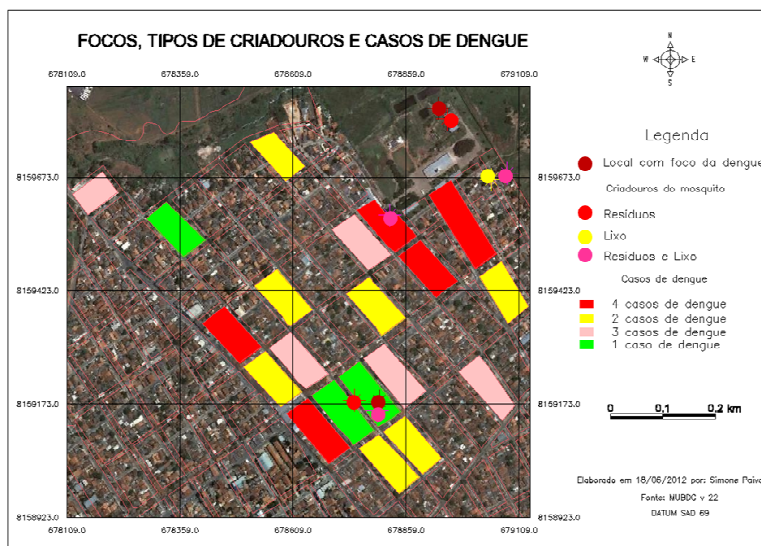 FOCOS, TIPOS DE CRIADOUROS E CASOS DE DENGUE
678109.0 678359.0 678609.0 678859.0 679109.0
N
W E
S
Legenda
Local com foco da dengue
8159673.0 8159673.0
Criadouros do mosquito
Resíduos
Lixo
Resíduos e Lixo
Casos de dengue
8159423.0 8159423.0
4 casos de dengue
2 casos de dengue
3 casos de dengue
1 caso de dengue
8159173.0 8159173.0
0 0,1 0,2 km
Elaborado em 18/06/2012 por: Simone Paiva
Fonte: NUBDG v 22
DATUM SAD 69
8158923.0 8158923.0
678109.0 678359.0 678609.0 678859.0 679109.0